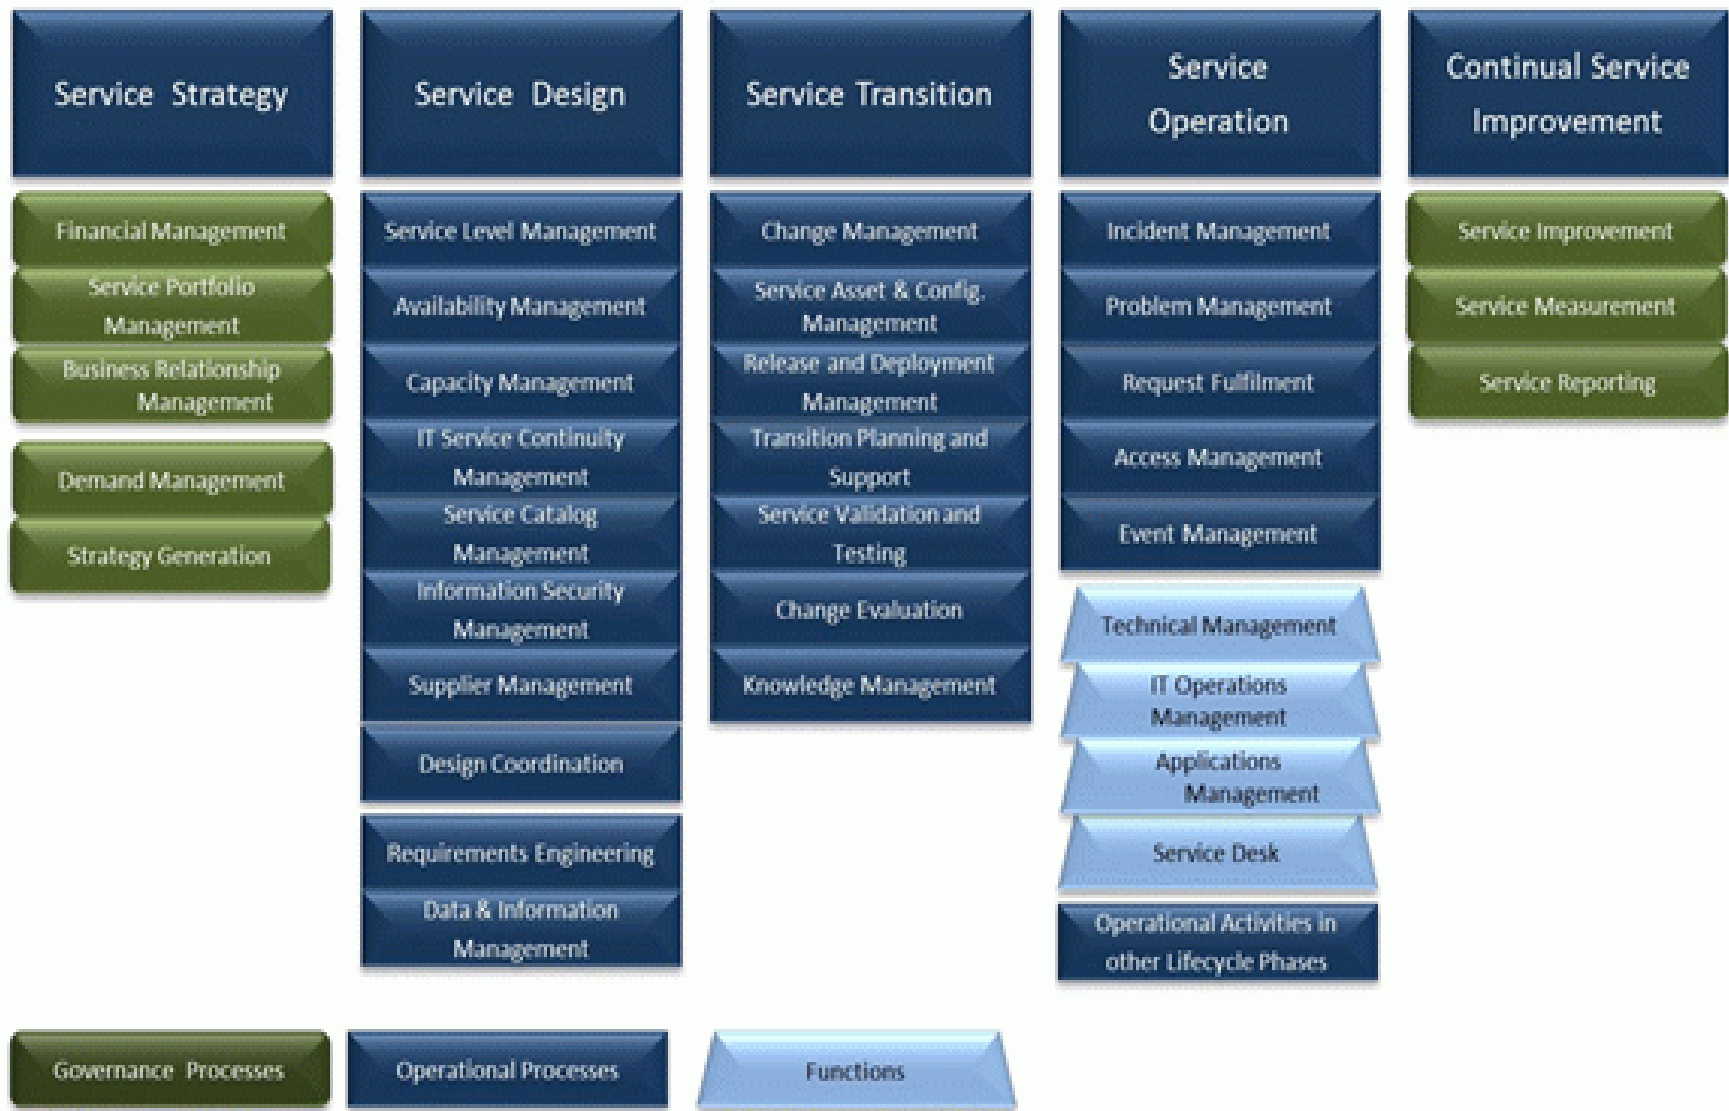 Service Strategy
Financial Management
Service Portfolio
Management
Business Relationship
Management
Demand Management
Strategy Generation
Service Design
Service Level Management
Availability Management
Capacity Management
IT Service Continuity
Management
Service Catalog
Management
Information Security
Management
Supplier Management
Design Coordination
Requirements Engineering
Data & Information
Management
Service Transition
Change Management
Service Asset & Config.
Management
Release and Deployment
Management
Transition Planning and
Support
Service Validation and
Testing
Change Evaluation
Knowledge Management
Service
Operation
Incident Management
Problem Management
Request Fulfilment
Access Management
Event Management
Technical Management
IT Operations
Management
Applications
Management
Service Desk
Operational Activities in
other Lifecycle Phases
Continual Service
Improvement
Service Improvement
Service Measurement
Service Reporting
Governance Processes
Operational Processes
Functions